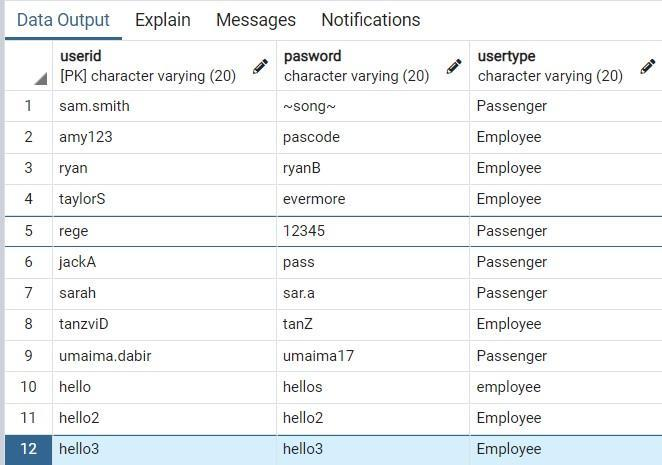 Data Output Explain Messages Notifications
userid pasword usertype
[PK] character varying (20) character varying (20) character varying (20)
1 sam.smith ~song~ Passenger
2 amy123 pascode Employee
3 ryan ryanB Employee
4 taylorS evermore Employee
5 rege 12345 Passenger
6 jackA pass Passenger
7 sarah sar.a Passenger
8 tanzviD tanZ Employee
9 umaima.dabir umaima17 Passenger
10 hello hellos employee
11 hello2 hello2 Employee
12 hello3 hello3 Employee